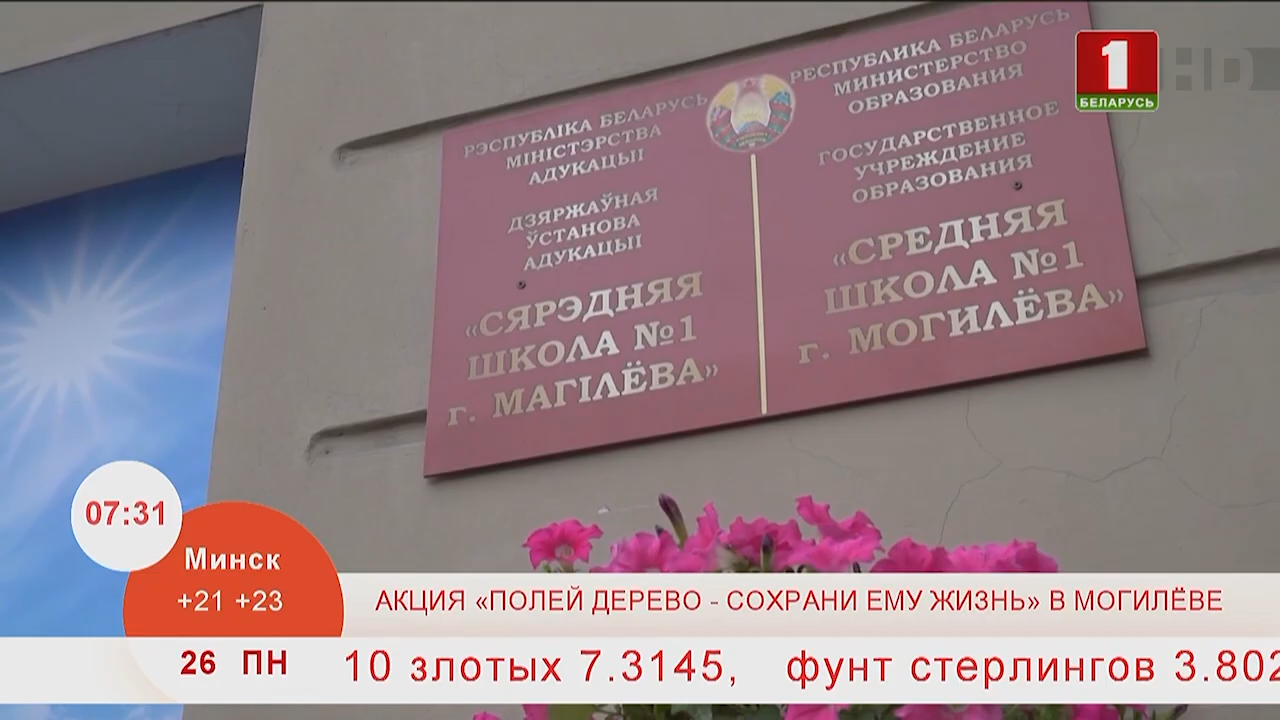 РЭСПУБЛІКА БЕЛАРУСЬ
МІНІСТЭРСТВА
АДУКАЦЫІ
ДЗЯРЖАЎНАЯ
ЎСТАНОВА
АДУКАЦЫІ
«СЯРЭДНЯЯ
ШКОЛА №1
г. МАГІЛЁВА»
РЕСПУБЛИКА БЕЛАРУСЬ
МИНИСТЕРСТВО
ОБРАЗОВАНИЯ
ГОСУДАРСТВЕННОЕ
УЧРЕЖДЕНИЕ
ОБРАЗОВАНИЯ
«СРЕДНЯЯ
ШКОЛА №1
г. МОГИЛЁВА»
1 HD
БЕЛАРУСЬ
07:31
Минск
+21 +23
АКЦИЯ «ПОЛЕЙ ДЕРЕВО - СОХРАНИ ЕМУ ЖИЗНЬ» В МОГИЛЁВЕ
26 ПН
10 злотых 7.3145, фунт стерлингов 3.802